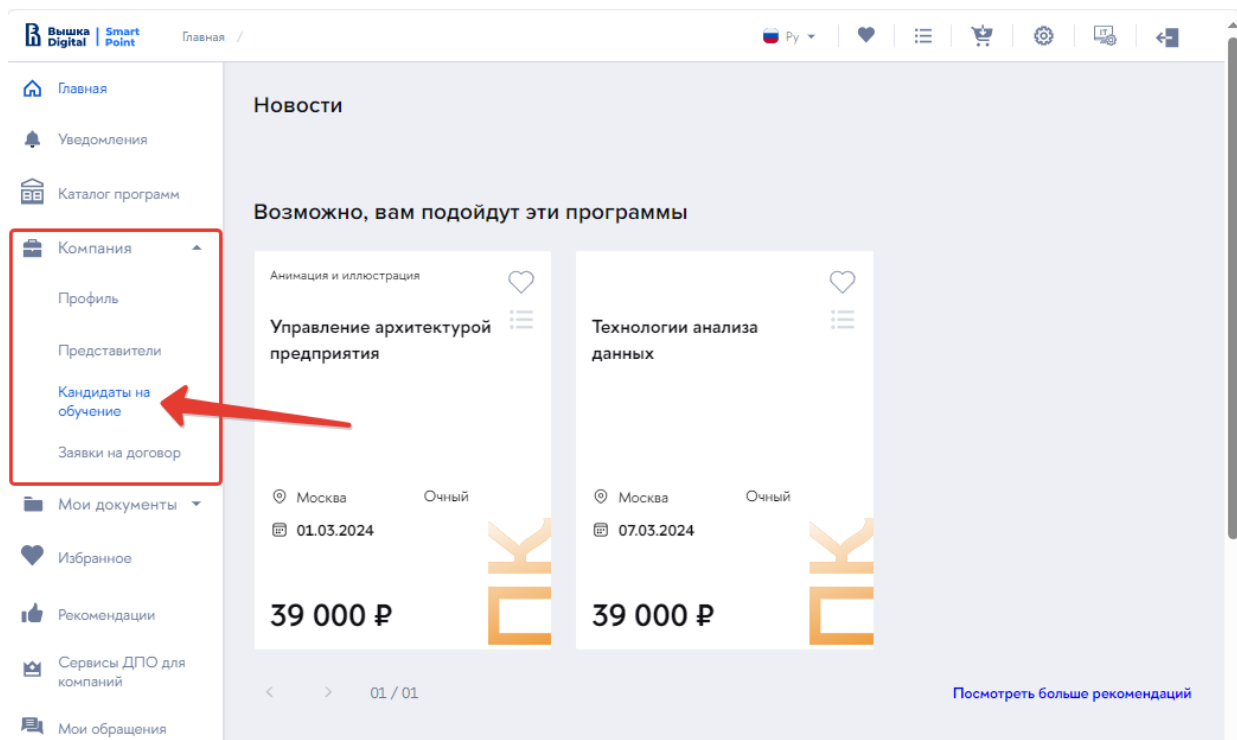 Вышка | Smart
Digital | Point
Главная /
Ру
Главная
Уведомления
Каталог программ
Компания
Профиль
Представители
Кандидаты на
обучение
Заявки на договор
Мои документы
Избранное
Рекомендации
Сервисы ДПО для
компаний
Мои обращения
Новости
Возможно, вам подойдут эти программы
Анимация и иллюстрация
Управление архитектурой
предприятия
Москва Очный
01.03.2024
39 000 ₽
ПК
Технологии анализа
данных
Москва Очный
07.03.2024
39 000 ₽
ПК
01 / 01
Посмотреть больше рекомендаций